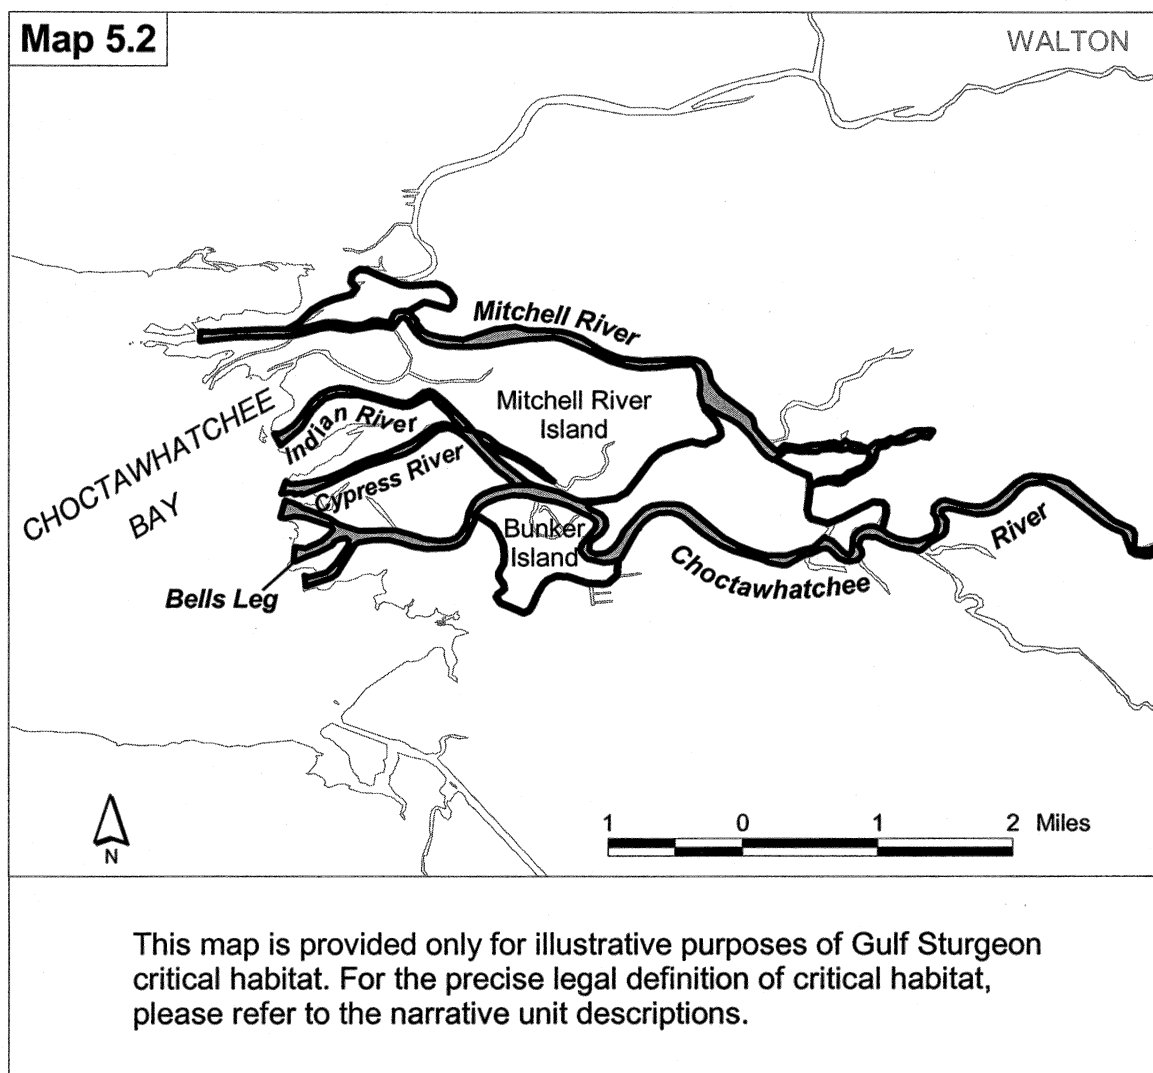 Map 5.2
WALTON
Mitchell River
Mitchell River
Island
Indian River
Cypress River
CHOCTAWHATCHEE
BAY
Bunker
Island
Choctawhatchee
River
Bells Leg
N
1 0 1 2 Miles
This map is provided only for illustrative purposes of Gulf Sturgeon
critical habitat. For the precise legal definition of critical habitat,
please refer to the narrative unit descriptions.